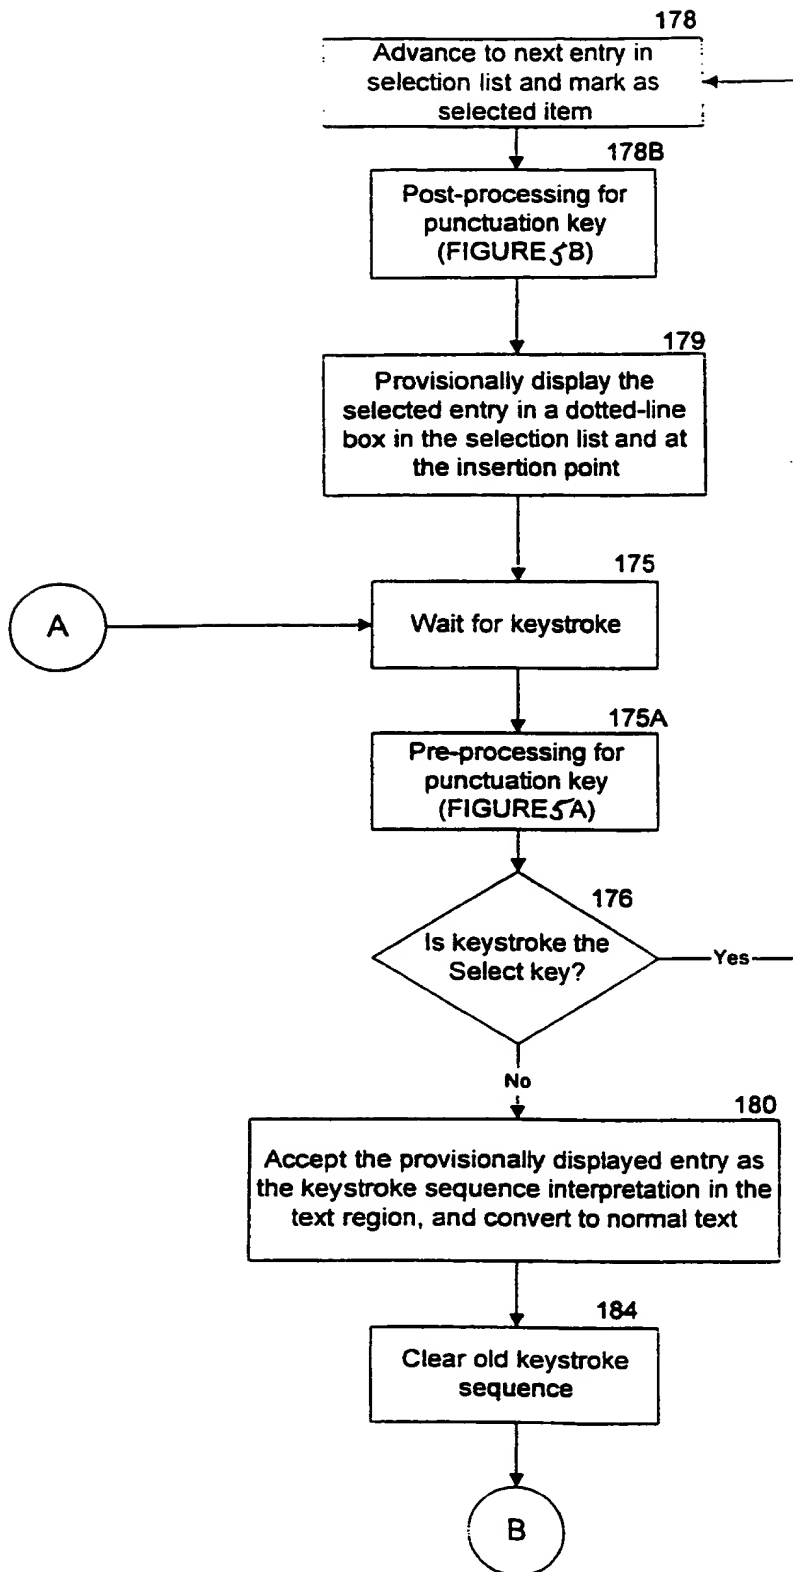 178
Advance to next entry in
selection list and mark as
selected item
178B
Post-processing for
punctuation key
(FIGURE 5B)
179
Provisionally display the
selected entry in a dotted-line
box in the selection list and at
the insertion point
175
A
Wait for keystroke
175A
Pre-processing for
punctuation key
(FIGURE 5A)
176
Is keystroke the
Select key?
Yes
No
180
Accept the provisionally displayed entry as
the keystroke sequence interpretation in the
text region, and convert to normal text
184
Clear old keystroke
sequence
B